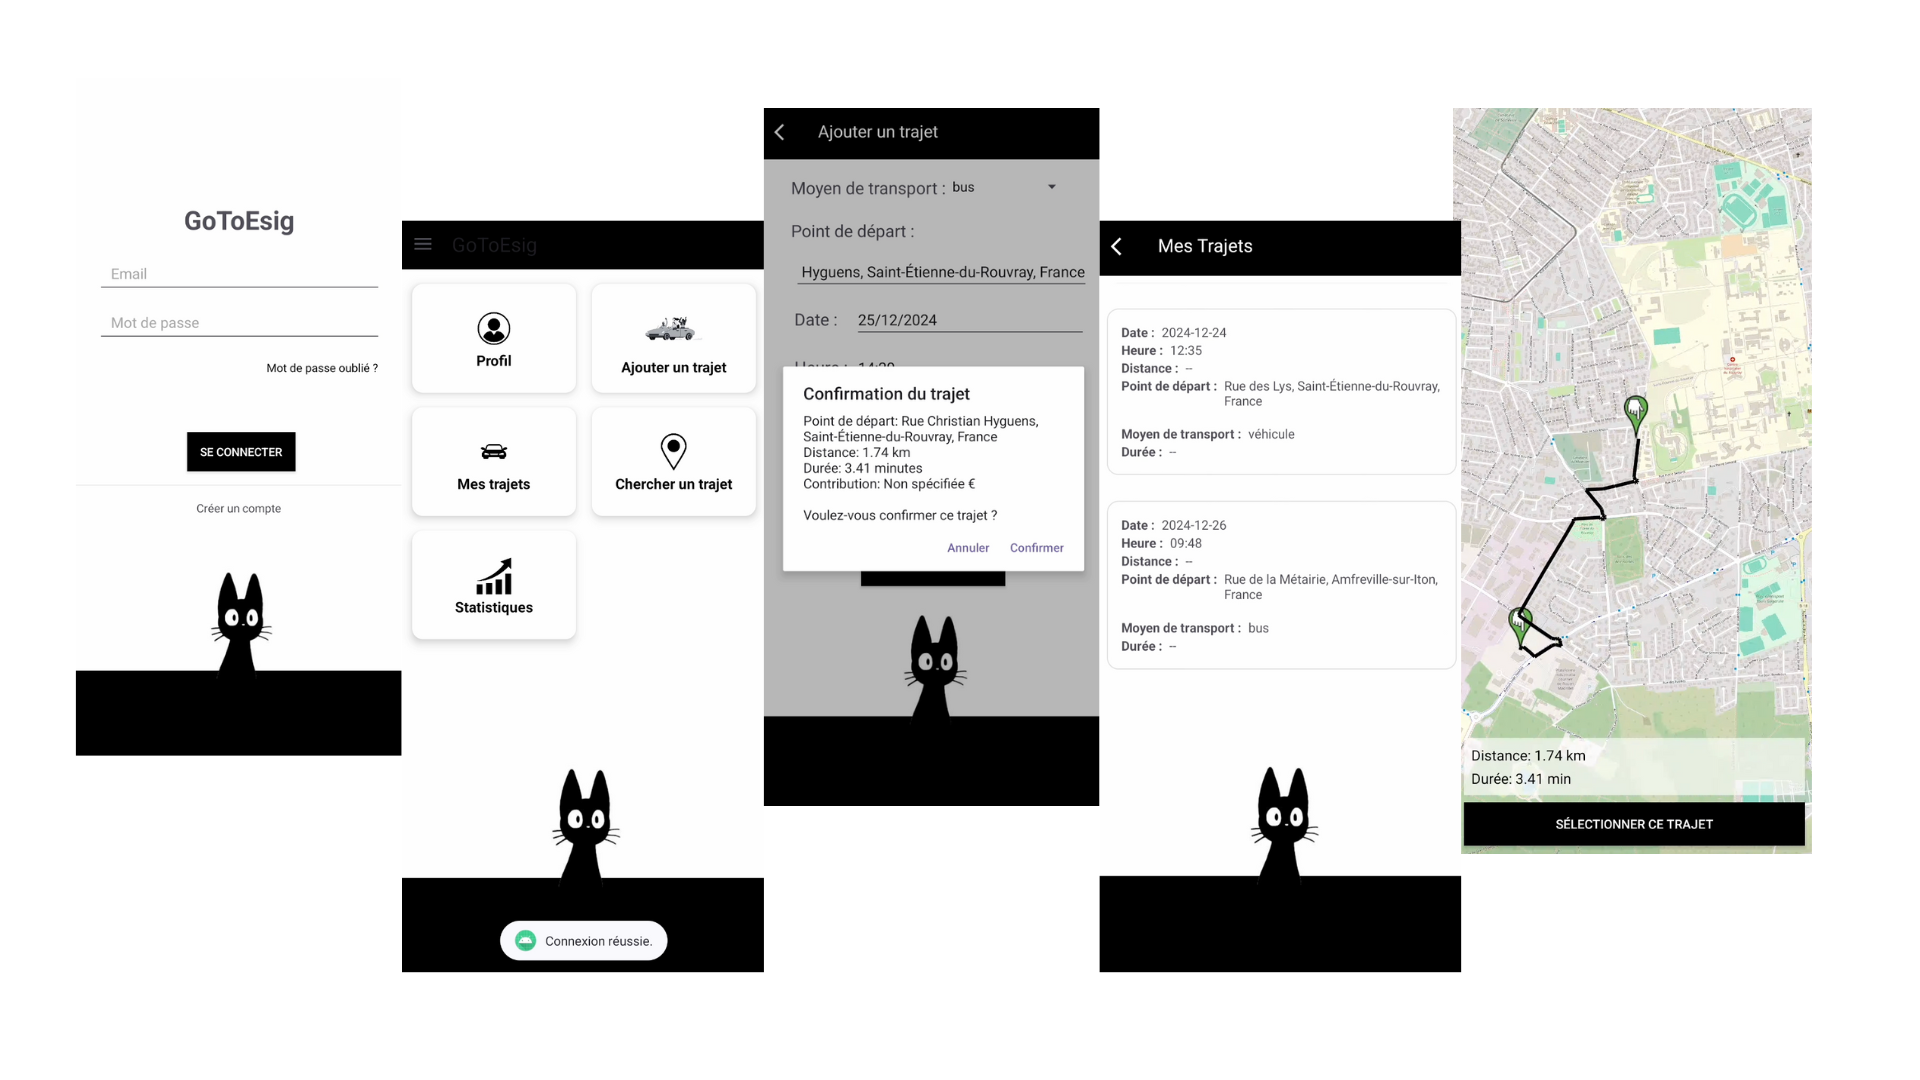 GoToEsig
Email
Mot de passe
Mot de passe oublié ?
SE CONNECTER
Créer un compte
GoToEsig
Profil
Ajouter un trajet
Mes trajets
Chercher un trajet
Statistiques
Connexion réussie.
Ajouter un trajet
Moyen de transport : bus
Point de départ :
Hyguens, Saint-Étienne-du-Rouvray, France
Date : 25/12/2024
Confirmation du trajet
Point de départ: Rue Christian Hyguens,
Saint-Étienne-du-Rouvray, France
Distance: 1.74 km
Durée: 3.41 minutes
Contribution: Non spécifiée €
Voulez-vous confirmer ce trajet ?
Annuler Confirmer
Mes Trajets
Date : 2024-12-24
Heure : 12:35
Distance : --
Point de départ : Rue des Lys, Saint-Étienne-du-Rouvray,
France
Moyen de transport : véhicule
Durée : --
Date : 2024-12-26
Heure : 09:48
Distance : --
Point de départ : Rue de la Métairie, Amfreville-sur-Iton,
France
Moyen de transport : bus
Durée : --
Distance: 1.74 km
Durée: 3.41 min
SÉLECTIONNER CE TRAJET